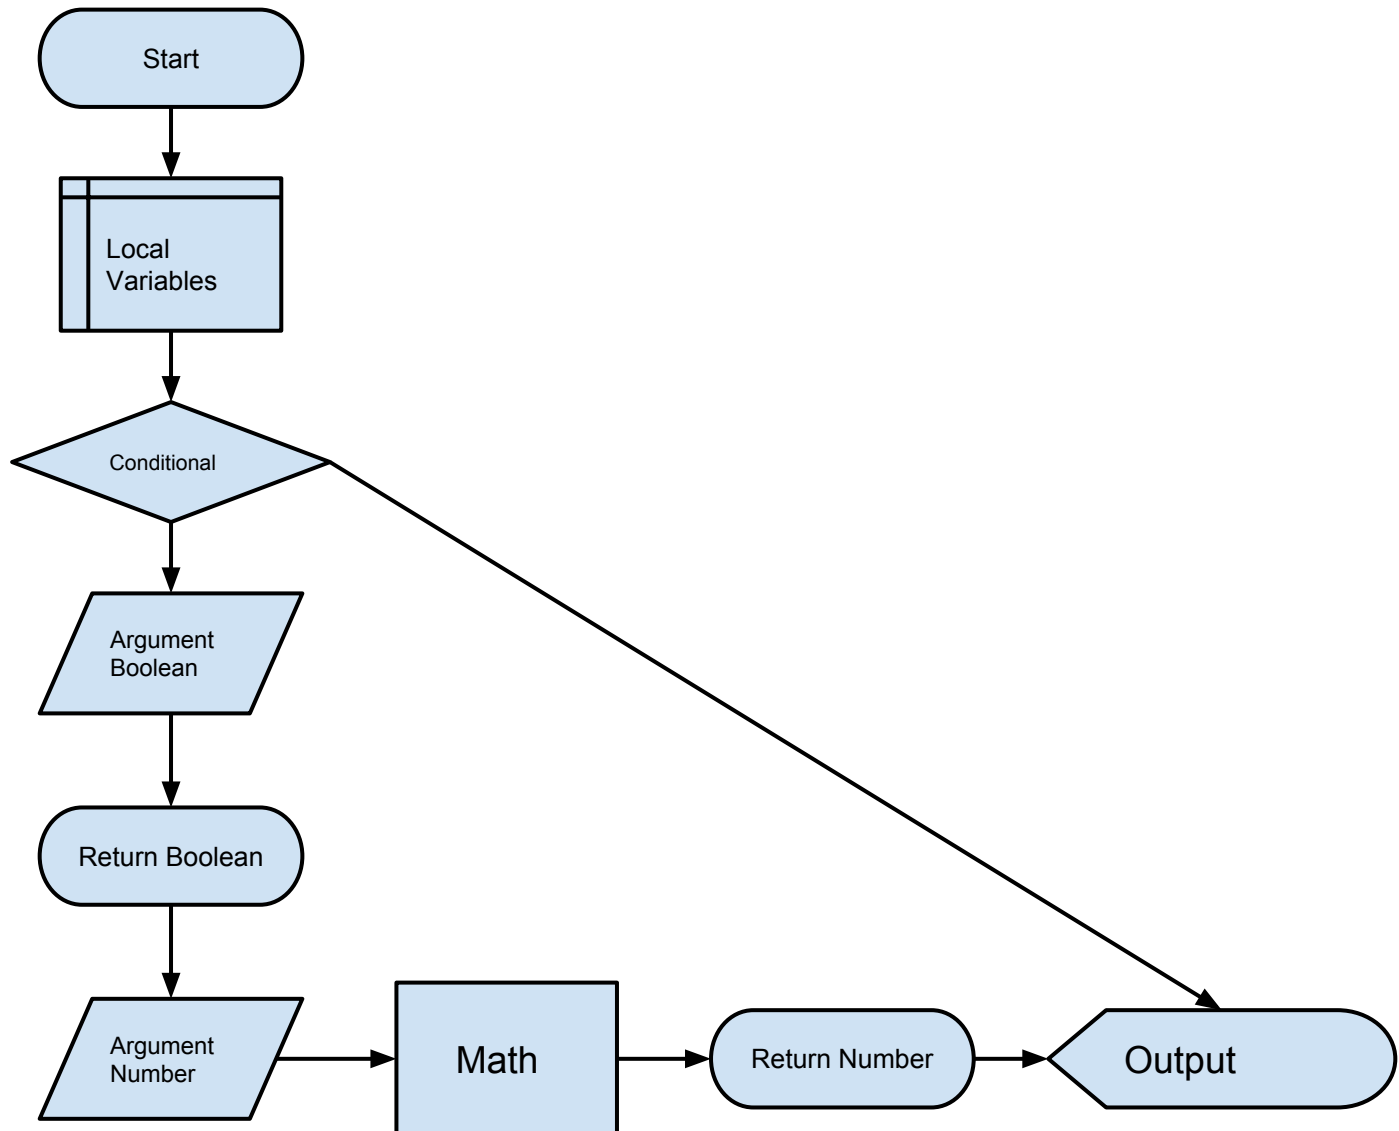 Start
Local
Variables
Conditional
Argument
Boolean
Return Boolean
Argument
Number
Math
Return Number
Output